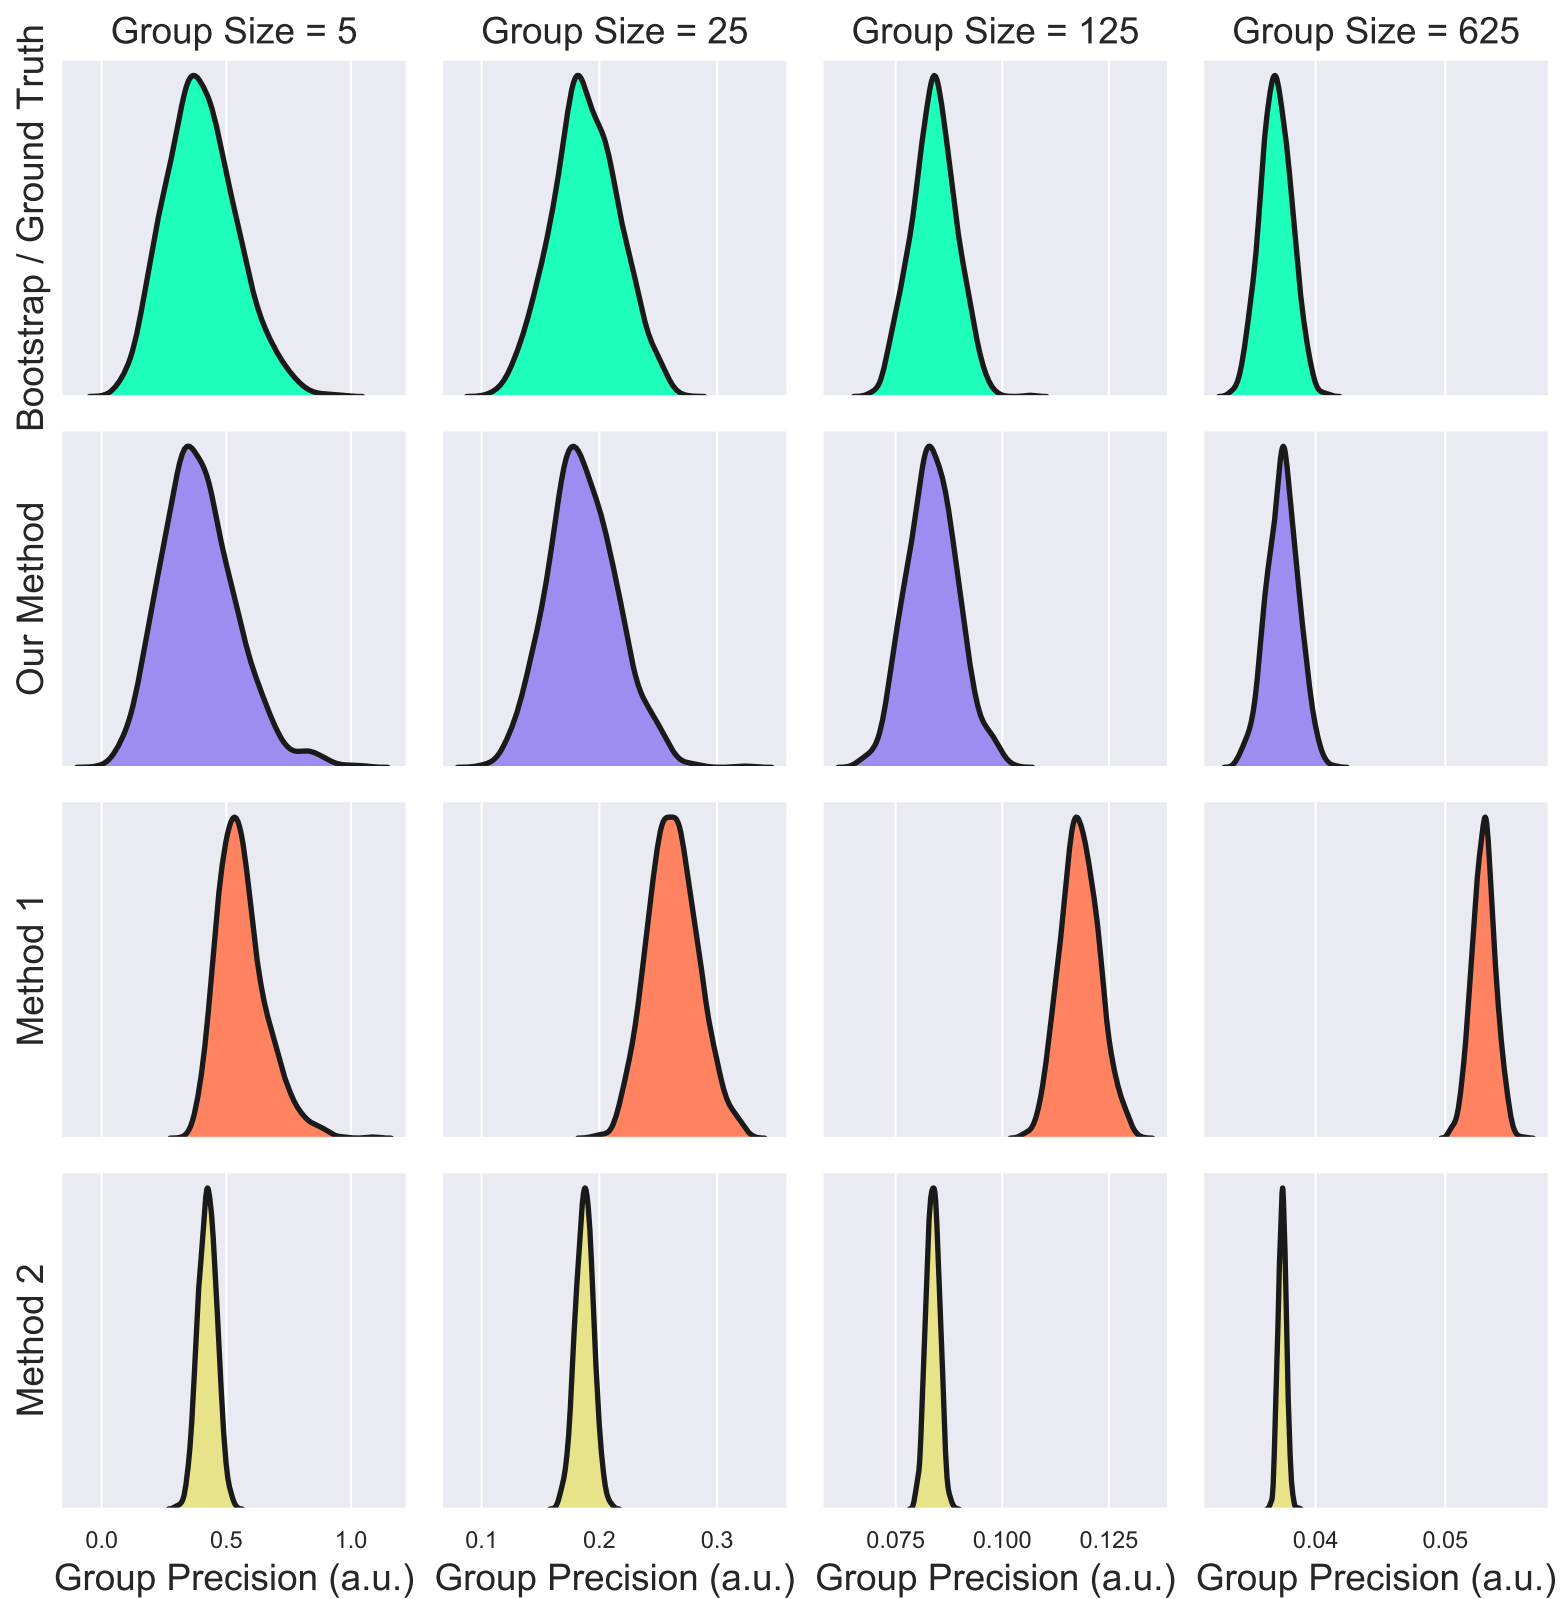 Group Size = 5
Group Size = 25
Group Size = 125
Group Size = 625
Bootstrap / Ground Truth
Our Method
Method 1
Method 2
0.0 0.5 1.0
0.1 0.2 0.3
0.075 0.100 0.125
0.04 0.05
Group Precision (a.u.)
Group Precision (a.u.)
Group Precision (a.u.)
Group Precision (a.u.)